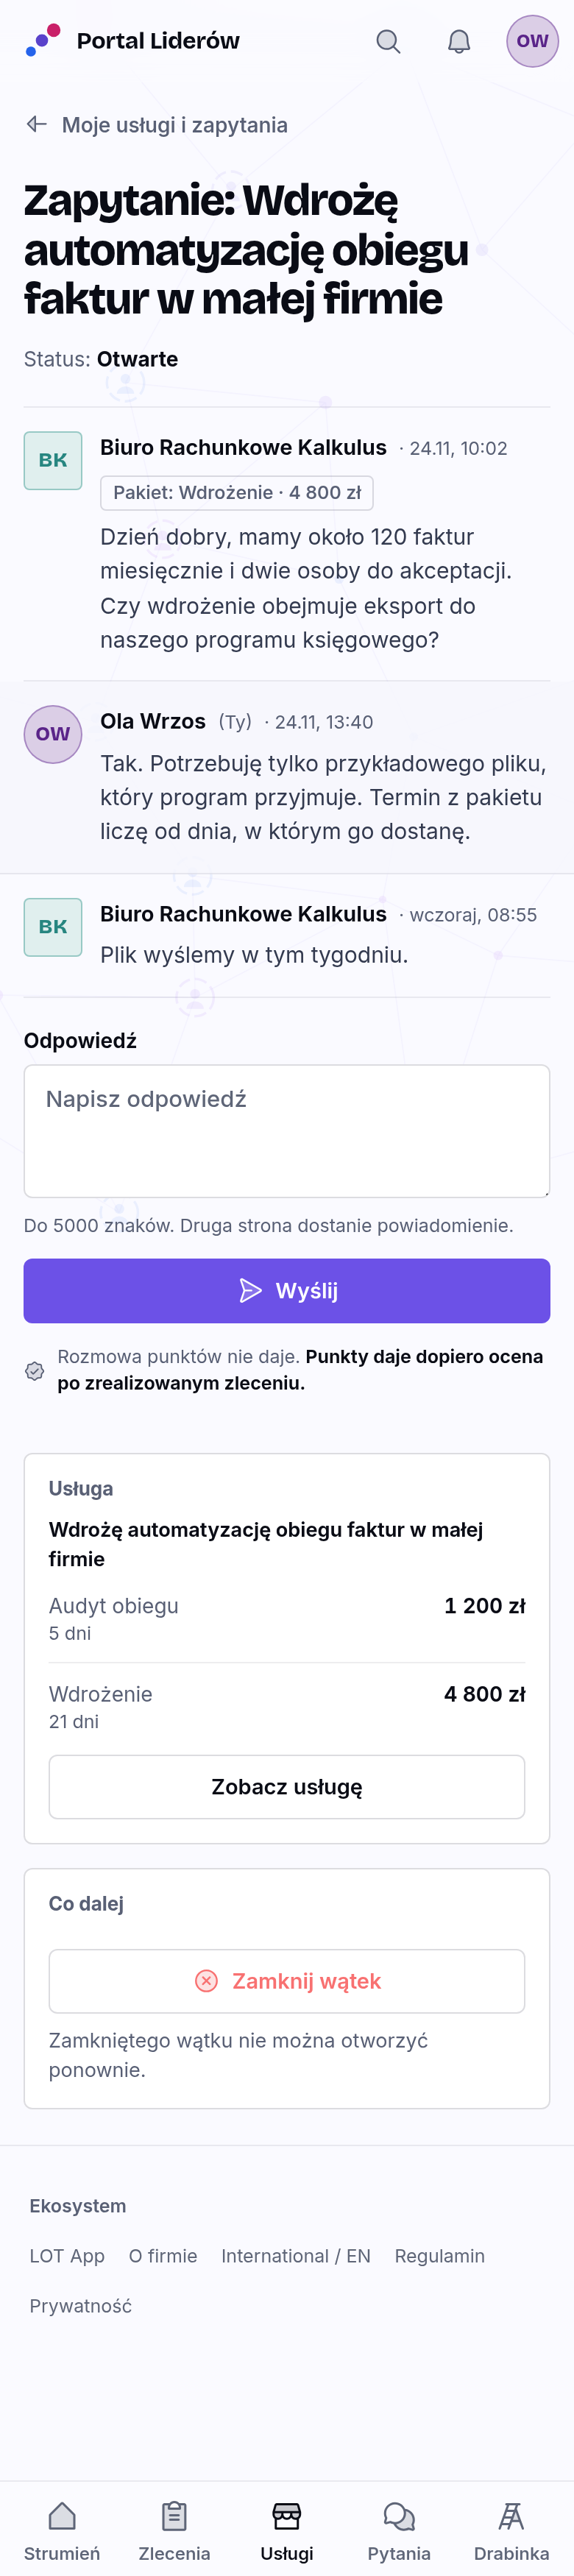 Portal Liderów
OW
Moje usługi i zapytania
Zapytanie: Wdrożę
automatyzację obiegu
faktur w małej firmie
Status: Otwarte
BK
Biuro Rachunkowe Kalkulus · 24.11, 10:02
Pakiet: Wdrożenie · 4 800 zł
Dzień dobry, mamy około 120 faktur
miesięcznie i dwie osoby do akceptacji.
Czy wdrożenie obejmuje eksport do
naszego programu księgowego?
OW
Ola Wrzos (Ty) · 24.11, 13:40
Tak. Potrzebuję tylko przykładowego pliku,
który program przyjmuje. Termin z pakietu
liczę od dnia, w którym go dostanę.
BK
Biuro Rachunkowe Kalkulus · wczoraj, 08:55
Plik wyślemy w tym tygodniu.
Odpowiedź
Napisz odpowiedź
Do 5000 znaków. Druga strona dostanie powiadomienie.
Wyślij
Rozmowa punktów nie daje. Punkty daje dopiero ocena
po zrealizowanym zleceniu.
Usługa
Wdrożę automatyzację obiegu faktur w małej
firmie
Audyt obiegu 1 200 zł
5 dni
Wdrożenie 4 800 zł
21 dni
Zobacz usługę
Co dalej
Zamknij wątek
Zamkniętego wątku nie można otworzyć
ponownie.
Ekosystem
LOT App O firmie International / EN Regulamin
Prywatność
Strumień Zlecenia Usługi Pytania Drabinka